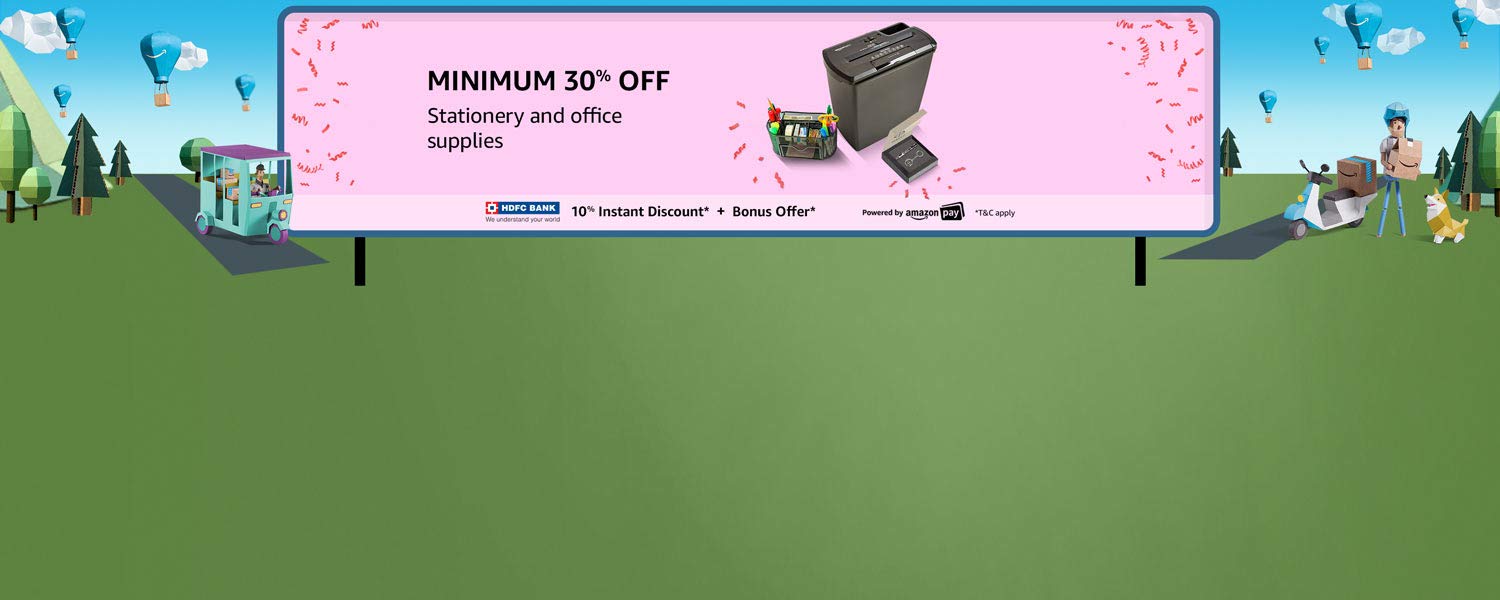 MINIMUM 30% OFF
Stationery and office
supplies
HDFC BANK
We understand your world
10% Instant Discount* + Bonus Offer*
Powered by amazon pay
*T&C apply